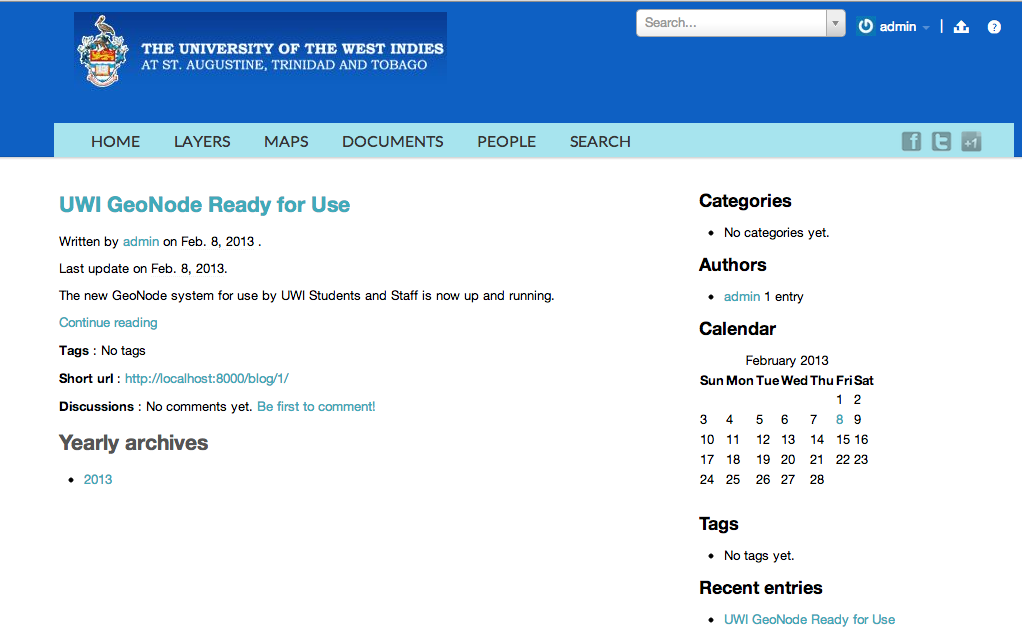 THE UNIVERSITY OF THE WEST INDIES
AT ST. AUGUSTINE, TRINIDAD AND TOBAGO
Search...
admin
|
?
HOME LAYERS MAPS DOCUMENTS PEOPLE SEARCH
f t +1
UWI GeoNode Ready for Use
Written by admin on Feb. 8, 2013 .
Last update on Feb. 8, 2013.
The new GeoNode system for use by UWI Students and Staff is now up and running.
Continue reading
Tags : No tags
Short url : http://localhost:8000/blog/1/
Discussions : No comments yet. Be first to comment!
Yearly archives
• 2013
Categories
• No categories yet.
Authors
• admin 1 entry
Calendar
February 2013
Sun Mon Tue Wed Thu Fri Sat
1 2
3 4 5 6 7 8 9
10 11 12 13 14 15 16
17 18 19 20 21 22 23
24 25 26 27 28
Tags
• No tags yet.
Recent entries
• UWI GeoNode Ready for Use